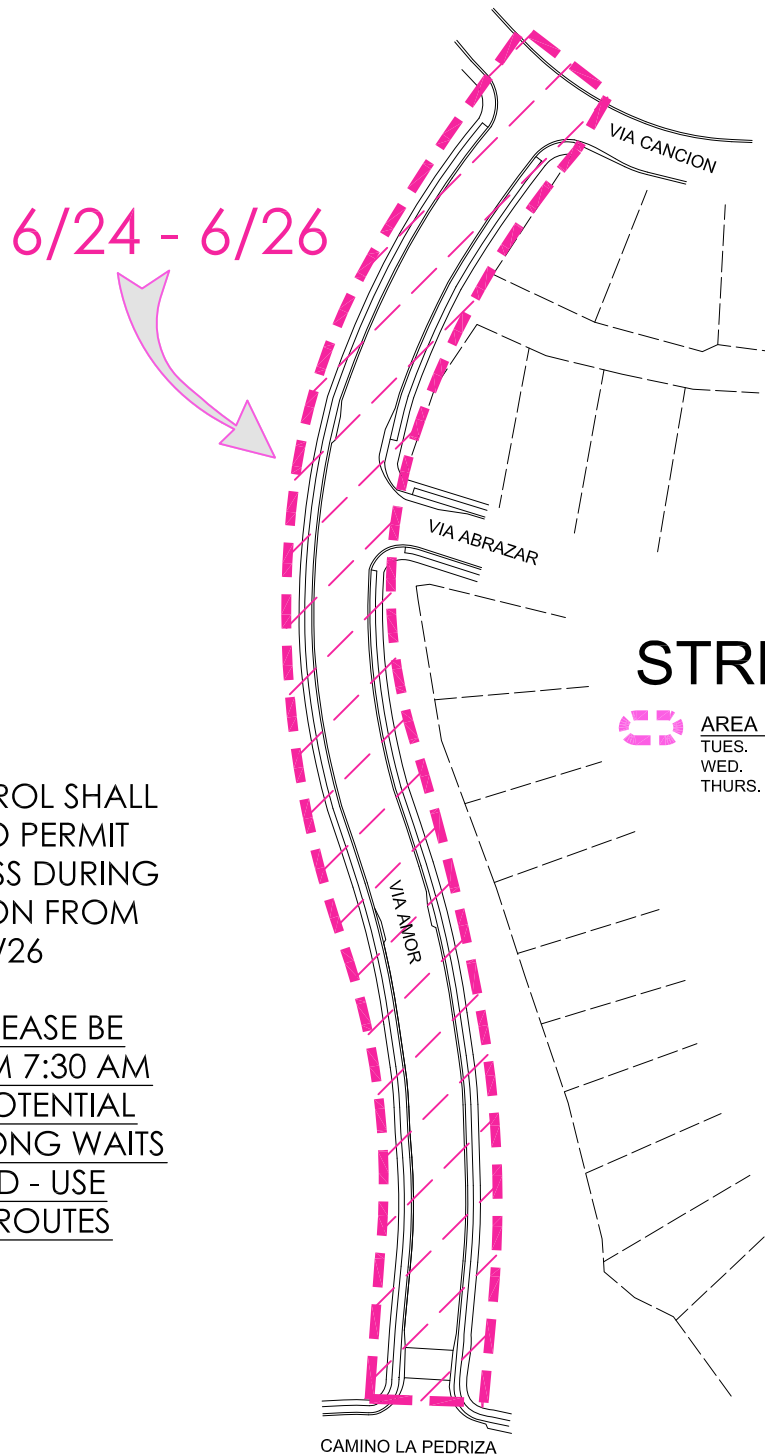 VIA CANCION
6/24 - 6/26
VIA ABRAZAR
STRE
AREA
TUES.
WED.
THURS.
ROL SHALL
O PERMIT
SS DURING
ON FROM
/26
VIA AMOR
EASE BE
M 7:30 AM
OTENTIAL
ONG WAITS
D - USE
ROUTES
CAMINO LA PEDRIZA